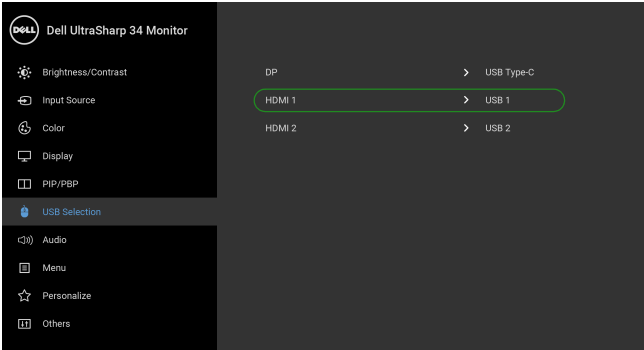 DELL
Dell UltraSharp 34 Monitor
Brightness/Contrast
Input Source
Color
Display
PIP/PBP
USB Selection
Audio
Menu
Personalize
Others
DP USB Type-C
HDMI 1 USB 1
HDMI 2 USB 2